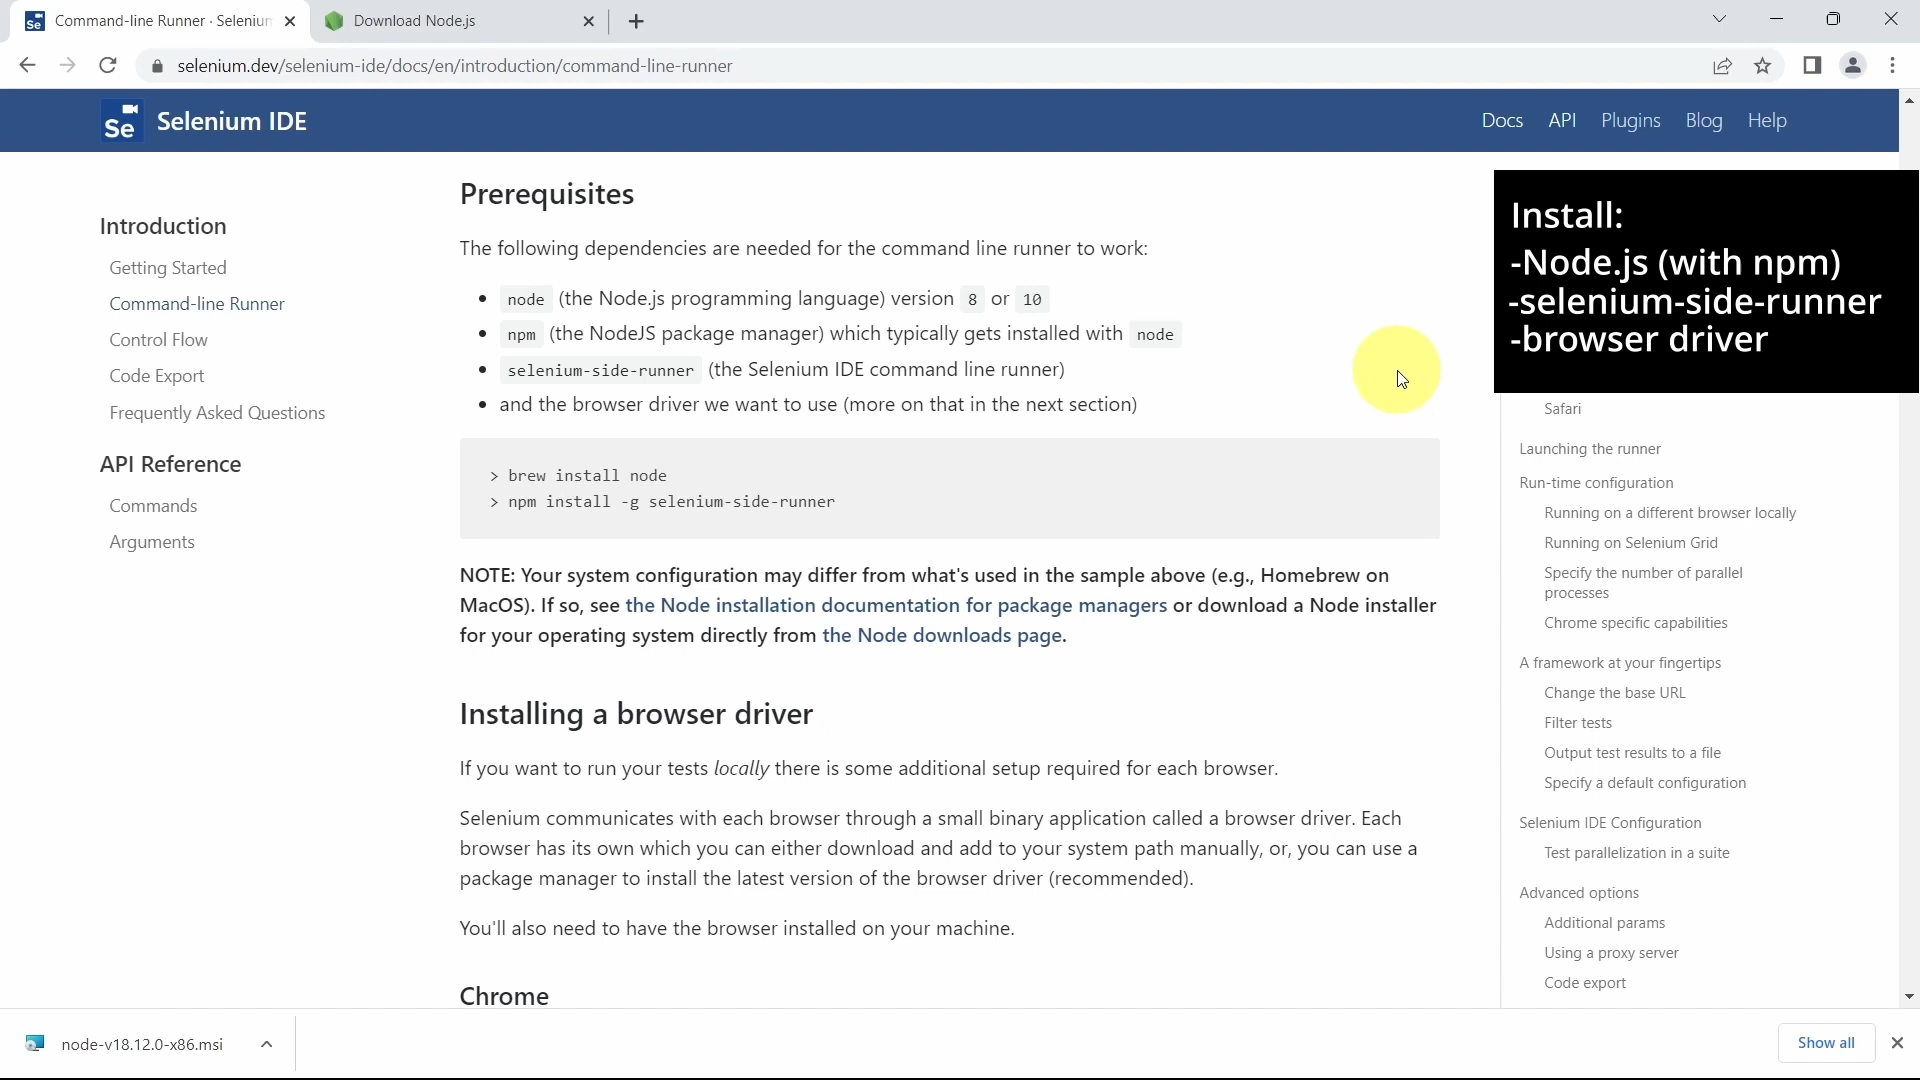 Command-line Runner · Selenium
Download Node.js
selenium.dev/selenium-ide/docs/en/introduction/command-line-runner
Se
Selenium IDE
Docs
API
Plugins
Blog
Help
Introduction
Getting Started
Command-line Runner
Control Flow
Code Export
Frequently Asked Questions
API Reference
Commands
Arguments
Prerequisites
The following dependencies are needed for the command line runner to work:
node (the Node.js programming language) version 8 or 10
npm (the NodeJS package manager) which typically gets installed with node
selenium-side-runner (the Selenium IDE command line runner)
and the browser driver we want to use (more on that in the next section)
> brew install node
> npm install -g selenium-side-runner
NOTE: Your system configuration may differ from what's used in the sample above (e.g., Homebrew on
MacOS). If so, see the Node installation documentation for package managers or download a Node installer
for your operating system directly from the Node downloads page.
Installing a browser driver
If you want to run your tests locally there is some additional setup required for each browser.
Selenium communicates with each browser through a small binary application called a browser driver. Each
browser has its own which you can either download and add to your system path manually, or, you can use a
package manager to install the latest version of the browser driver (recommended).
You'll also need to have the browser installed on your machine.
Chrome
Install:
-Node.js (with npm)
-selenium-side-runner
-browser driver
Safari
Launching the runner
Run-time configuration
Running on a different browser locally
Running on Selenium Grid
Specify the number of parallel
processes
Chrome specific capabilities
A framework at your fingertips
Change the base URL
Filter tests
Output test results to a file
Specify a default configuration
Selenium IDE Configuration
Test parallelization in a suite
Advanced options
Additional params
Using a proxy server
Code export
node-v18.12.0-x86.msi
Show all